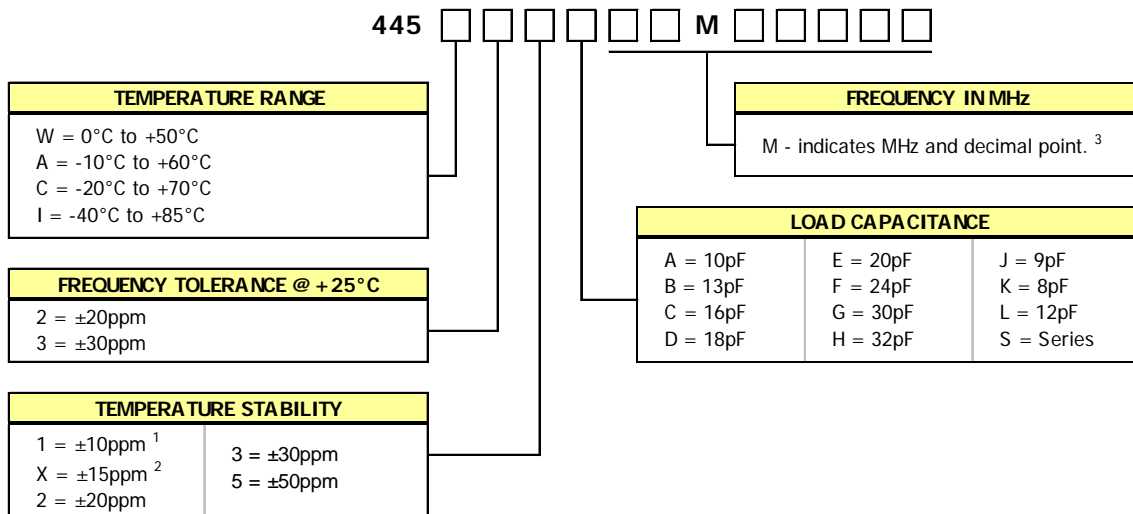 445 M
TEMPERATURE RANGE
W = 0°C to +50°C
A = -10°C to +60°C
C = -20°C to +70°C
I = -40°C to +85°C
FREQUENCY TOLERANCE @ +25°C
2 = ±20ppm
3 = ±30ppm
TEMPERATURE STABILITY
1 = ±10ppm 1
X = ±15ppm 2
2 = ±20ppm
3 = ±30ppm
5 = ±50ppm
FREQUENCY IN MHz
M - indicates MHz and decimal point. 3
LOAD CAPACITANCE
A = 10pF
B = 13pF
C = 16pF
D = 18pF
E = 20pF
F = 24pF
G = 30pF
H = 32pF
J = 9pF
K = 8pF
L = 12pF
S = Series